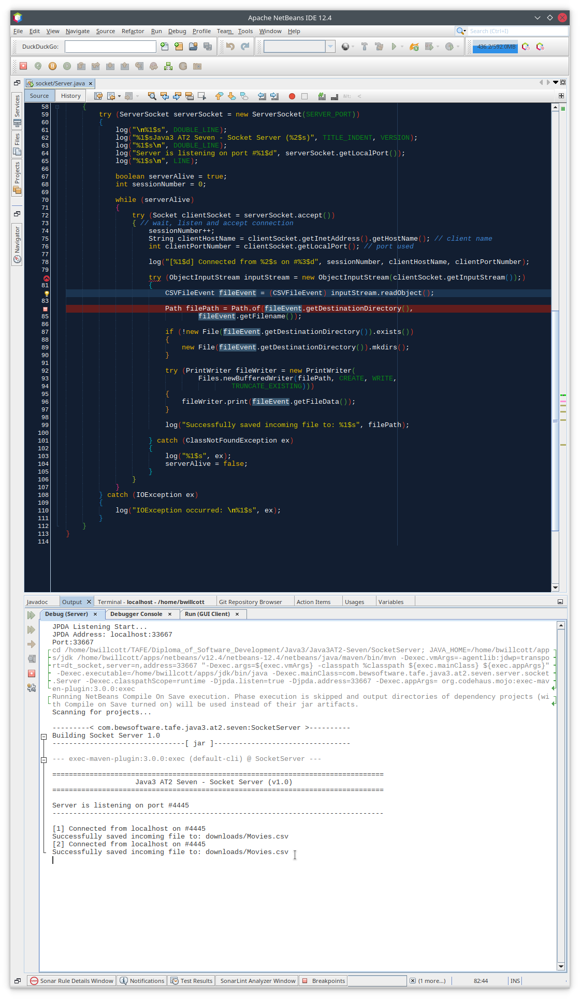 Apache NetBeans IDE 12.4
File Edit View Navigate Source Refactor Run Debug Profile Team Tools Window Help
Search (Ctrl+I)
DuckDuckGo:
436.2/592.0MB
socket/Server.java
Source History
Services
Files
Projects
Navigator
58 {
59 try (ServerSocket serverSocket = new ServerSocket(SERVER_PORT))
60 {
61 log("\n%1$s", DOUBLE_LINE);
62 log("%1$sJava3 AT2 Seven - Socket Server (%2$s)", TITLE_INDENT, VERSION);
63 log("%1$s\n", DOUBLE_LINE);
64 log("Server is listening on port #%1$d", serverSocket.getLocalPort());
65 log("%1$s\n", LINE);
66
67 boolean serverAlive = true;
68 int sessionNumber = 0;
69
70 while (serverAlive)
71 {
72 try (Socket clientSocket = serverSocket.accept())
73 { // wait, listen and accept connection
74 sessionNumber++;
75 String clientHostName = clientSocket.getInetAddress().getHostName(); // client name
76 int clientPortNumber = clientSocket.getLocalPort(); // port used
77
78 log("[%1$d] Connected from %2$s on #%3$d", sessionNumber, clientHostName, clientPortNumber);
79
try (ObjectInputStream inputStream = new ObjectInputStream(clientSocket.getInputStream());)
81 {
CSVFileEvent fileEvent = (CSVFileEvent) inputStream.readObject();
83
Path filePath = Path.of(fileEvent.getDestinationDirectory(),
85 fileEvent.getFilename());
86
87 if (!new File(fileEvent.getDestinationDirectory()).exists())
88 {
89 new File(fileEvent.getDestinationDirectory()).mkdirs();
90 }
91
92 try (PrintWriter fileWriter = new PrintWriter(
93 Files.newBufferedWriter(filePath, CREATE, WRITE,
94 TRUNCATE_EXISTING)))
95 {
96 fileWriter.print(fileEvent.getFileData());
97 }
98
99 log("Successfully saved incoming file to: %1$s", filePath);
100
101 } catch (ClassNotFoundException ex)
102 {
103 log("%1$s", ex);
104 serverAlive = false;
105 }
106 }
107 }
108 } catch (IOException ex)
109 {
110 log("IOException occurred: \n%1$s", ex);
111 }
112 }
113 }
114
Javadoc Output Terminal - localhost - /home/bwillcott Git Repository Browser Action Items Usages Variables
Debug (Server) Debugger Console Run (GUI Client)
JPDA Listening Start...
JPDA Address: localhost:33667
Port:33667
cd /home/bwillcott/TAFE/Diploma_of_Software_Development/Java3/Java3AT2-Seven/SocketServer; JAVA_HOME=/home/bwillcott/app
s/jdk /home/bwillcott/apps/netbeans/v12.4/netbeans-12.4/netbeans/java/maven/bin/mvn -Dexec.vmArgs=-agentlib:jdwp=transpo
rt=dt_socket,server=n,address=33667 "-Dexec.args=${exec.vmArgs} -classpath %classpath ${exec.mainClass} ${exec.appArgs}"
-Dexec.executable=/home/bwillcott/apps/jdk/bin/java -Dexec.mainClass=com.bewsoftware.tafe.java3.at2.seven.server.socket
.Server -Dexec.classpathScope=runtime -Djpda.listen=true -Djpda.address=33667 -Dexec.appArgs= org.codehaus.mojo:exec-mav
en-plugin:3.0.0:exec
Running NetBeans Compile On Save execution. Phase execution is skipped and output directories of dependency projects (wi
th Compile on Save turned on) will be used instead of their jar artifacts.
Scanning for projects...
---------< com.bewsoftware.tafe.java3.at2.seven:SocketServer >----------
Building Socket Server 1.0
--------------------------------[ jar ]---------------------------------
--- exec-maven-plugin:3.0.0:exec (default-cli) @ SocketServer ---
================================================================================
Java3 AT2 Seven - Socket Server (v1.0)
================================================================================
Server is listening on port #4445
--------------------------------------------------------------------------------
[1] Connected from localhost on #4445
Successfully saved incoming file to: downloads/Movies.csv
[2] Connected from localhost on #4445
Successfully saved incoming file to: downloads/Movies.csv
Sonar Rule Details Window Notifications Test Results SonarLint Analyzer Window Breakpoints (1 more...) 82:44 INS